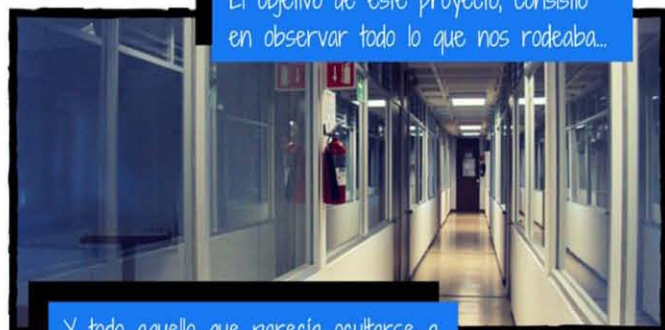 El objetivo de este proyecto, consistió
en observar todo lo que nos rodeaba...
Y todo aquello que parecía ocultarse a